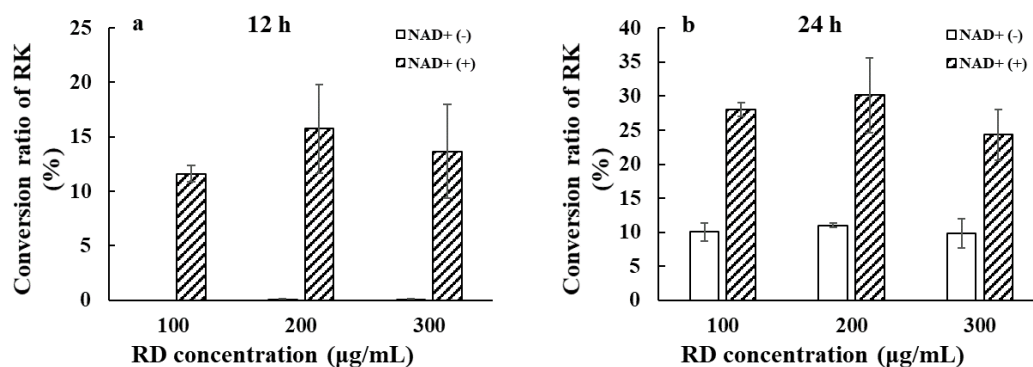 a
12 h
NAD+ (-)
NAD+ (+)
Conversion ratio of RK
(%)
25
20
15
10
5
0
100
200
300
RD concentration (μg/mL)
b
24 h
NAD+ (-)
NAD+ (+)
Conversion ratio of RK
(%)
40
35
30
25
20
15
10
5
0
100
200
300
RD concentration (μg/mL)